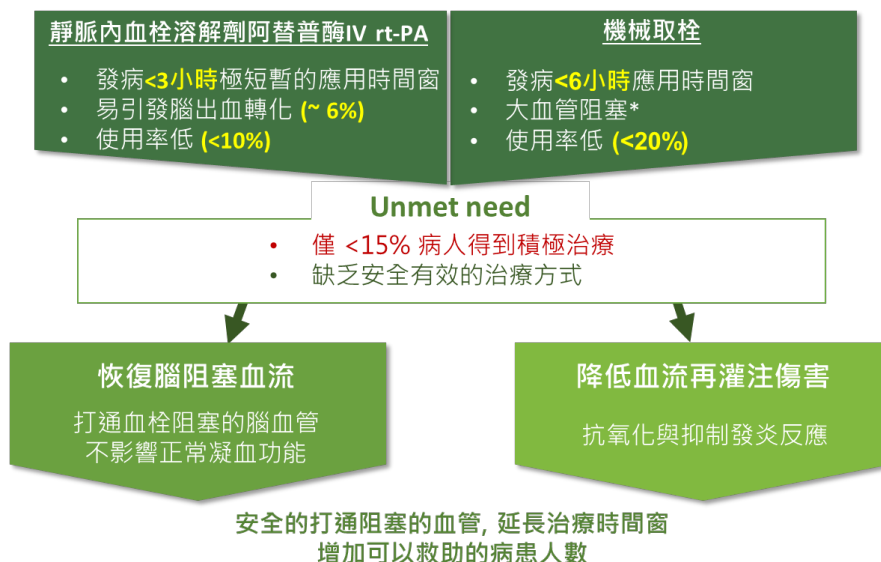 靜脈內血栓溶解劑阿替普酶IV rt-PA
• 發病<3小時極短暫的應用時間窗
• 易引發腦出血轉化 (~ 6%)
• 使用率低 (<10%)
機械取栓
• 發病<6小時應用時間窗
• 大血管阻塞*
• 使用率低 (<20%)
Unmet need
• 僅 <15% 病人得到積極治療
• 缺乏安全有效的治療方式
恢復腦阻塞血流
打通血栓阻塞的腦血管
不影響正常凝血功能
降低血流再灌注傷害
抗氧化與抑制發炎反應
安全的打通阻塞的血管, 延長治療時間窗
增加可以救助的病患人數